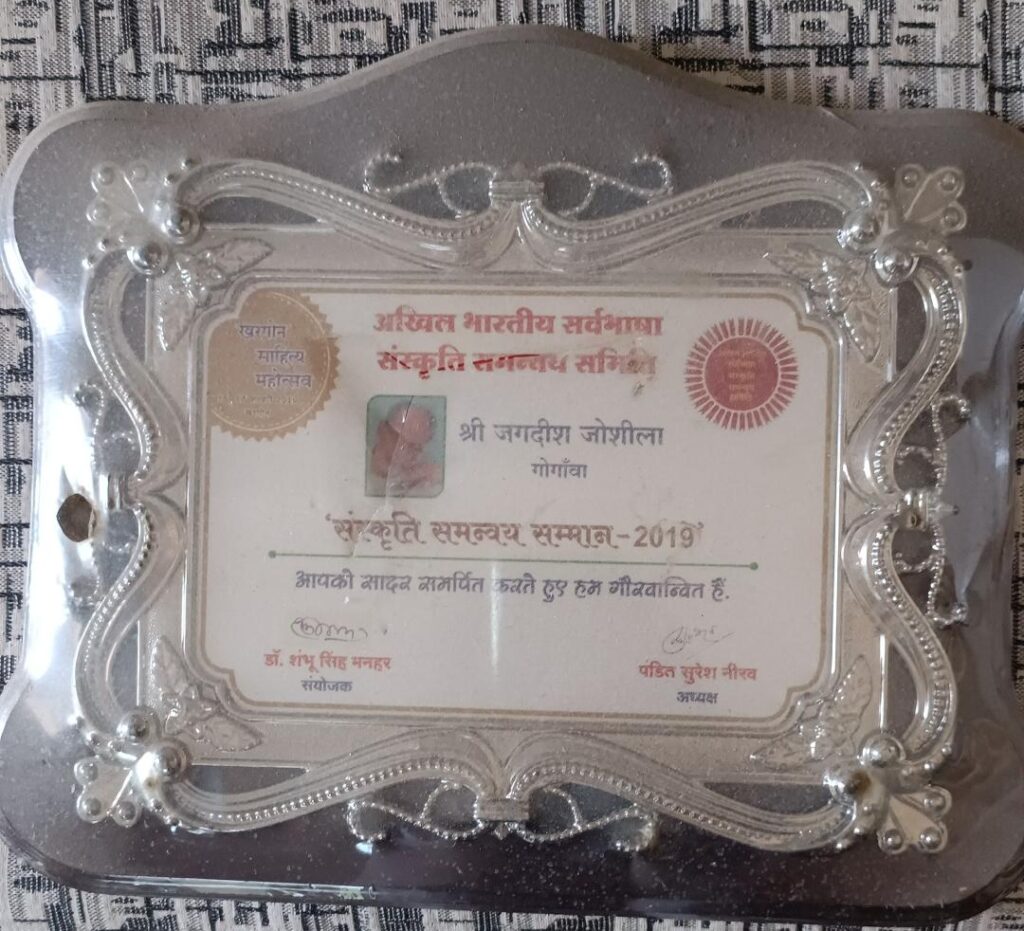 खरगोन
साहित्य
महोत्सव
अखिल भारतीय सर्वभाषा
संस्कृति समन्वय समिति
श्री जगदीश जोशीला
गोगाँवा
'संस्कृति समन्वय सम्मान-2019'
आपको सादर समर्पित करते हुए हम गौरवान्वित हैं.
डॉ. शंभू सिंह मनहर
संयोजक
पंडित सुरेश नीरव
अध्यक्ष